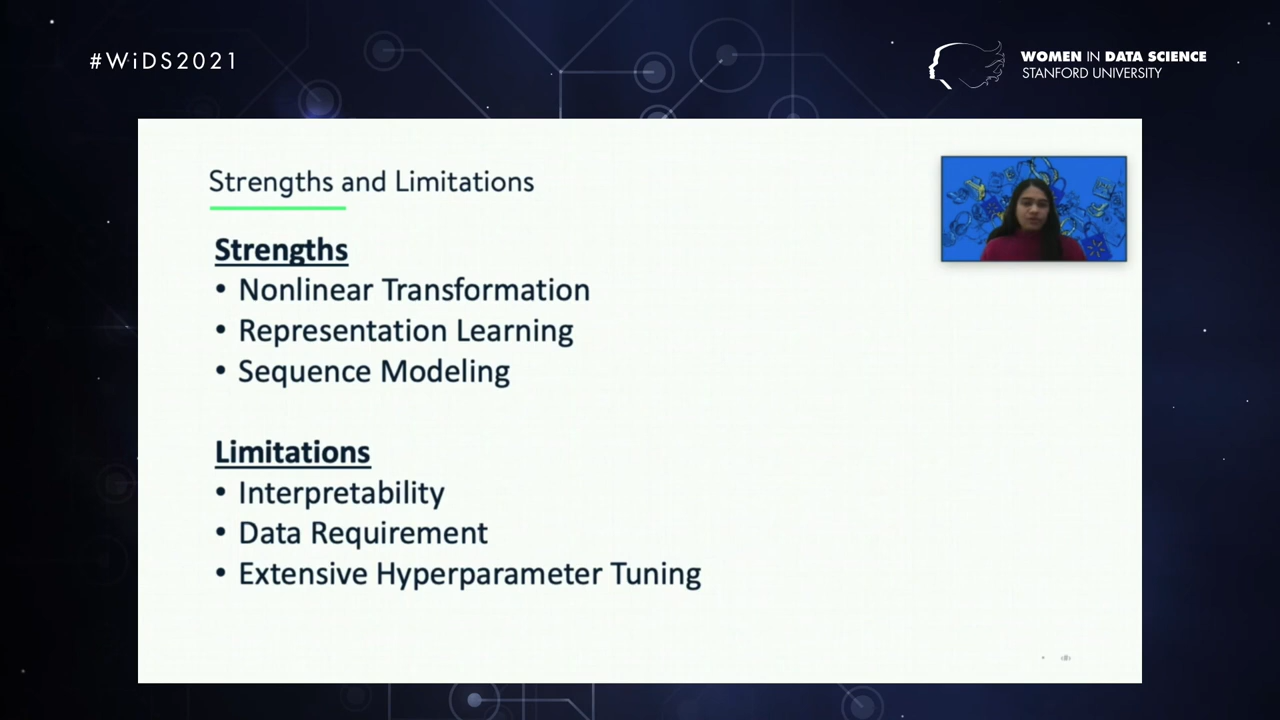 #WiDS2021
WOMEN IN DATA SCIENCE
STANFORD UNIVERSITY
Strengths and Limitations
Strengths
• Nonlinear Transformation
• Representation Learning
• Sequence Modeling
Limitations
• Interpretability
• Data Requirement
• Extensive Hyperparameter Tuning